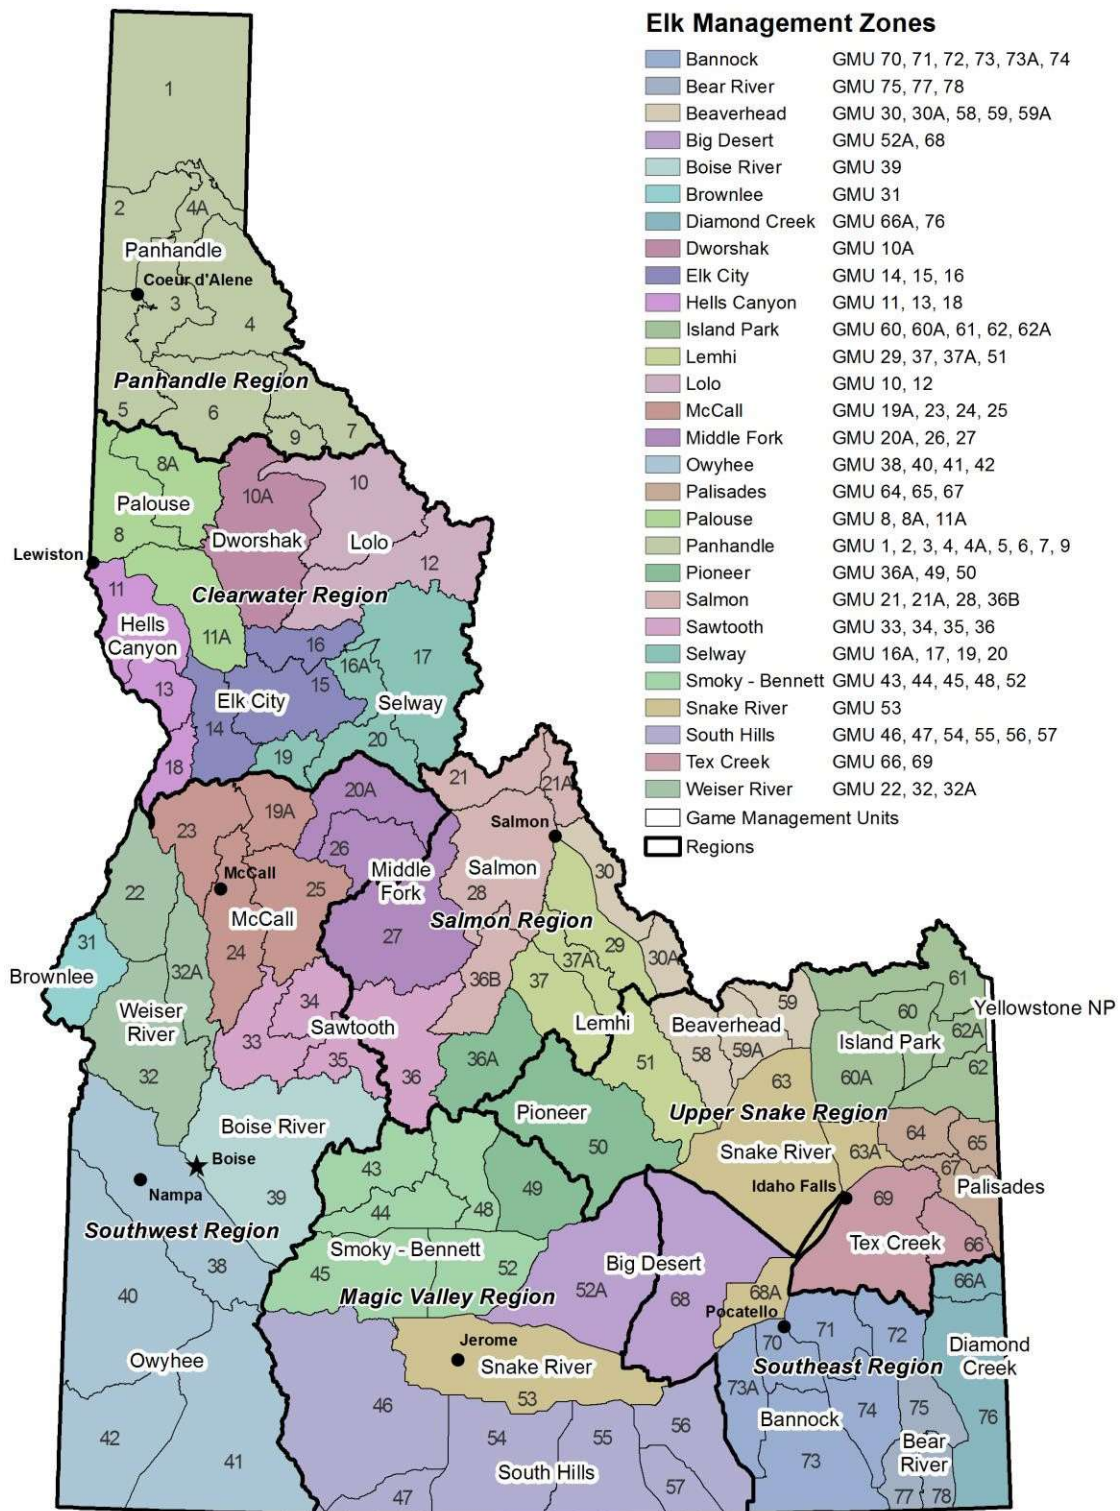 Elk Management Zones
Bannock GMU 70, 71, 72, 73, 73A, 74
Bear River GMU 75, 77, 78
Beaverhead GMU 30, 30A, 58, 59, 59A
Big Desert GMU 52A, 68
Boise River GMU 39
Brownlee GMU 31
Diamond Creek GMU 66A, 76
Dworshak GMU 10A
Elk City GMU 14, 15, 16
Hells Canyon GMU 11, 13, 18
Island Park GMU 60, 60A, 61, 62, 62A
Lemhi GMU 29, 37, 37A, 51
Lolo GMU 10, 12
McCall GMU 19A, 23, 24, 25
Middle Fork GMU 20A, 26, 27
Owyhee GMU 38, 40, 41, 42
Palisades GMU 64, 65, 67
Palouse GMU 8, 8A, 11A
Panhandle GMU 1, 2, 3, 4, 4A, 5, 6, 7, 9
Pioneer GMU 36A, 49, 50
Salmon GMU 21, 21A, 28, 36B
Sawtooth GMU 33, 34, 35, 36
Selway GMU 16A, 17, 19, 20
Smoky - Bennett GMU 43, 44, 45, 48, 52
Snake River GMU 53
South Hills GMU 46, 47, 54, 55, 56, 57
Tex Creek GMU 66, 69
Weiser River GMU 22, 32, 32A
Game Management Units
Regions
1
2
4A
Panhandle
Coeur d'Alene
3
4
Panhandle Region
5
6
9
7
8A
10A
10
Palouse
8
Dworshak
Lolo
Lewiston
12
11
Clearwater Region
Hells
Canyon
11A
16
16A
17
13
Elk City
15
Selway
14
20
19
18
21
21A
20A
19A
23
Salmon
26
Middle
Fork
Salmon
30
McCall
22
25
28
McCall
Salmon Region
31
27
24
29
30A
Brownlee
32A
37A
37
36B
61
59
34
60
Yellowstone NP
Weiser
River
Sawtooth
Lemhi
Beaverhead
62A
Island Park
33
35
36A
51
58
59A
62
32
36
63
60A
Pioneer
Upper Snake Region
Boise River
64
65
50
Snake River
63A
Boise
43
67
Nampa
49
Idaho Falls
Palisades
39
44
48
69
Southwest Region
Smoky - Bennett
Tex Creek
66
38
45
52
Big Desert
66A
40
Magic Valley Region
52A
68
68A
Pocatello
Jerome
70
71
72
Diamond
Creek
Owyhee
Snake River
Southeast Region
73A
46
53
75
74
76
56
Bannock
42
54
55
Bear
River
41
73
South Hills
57
47
77
78